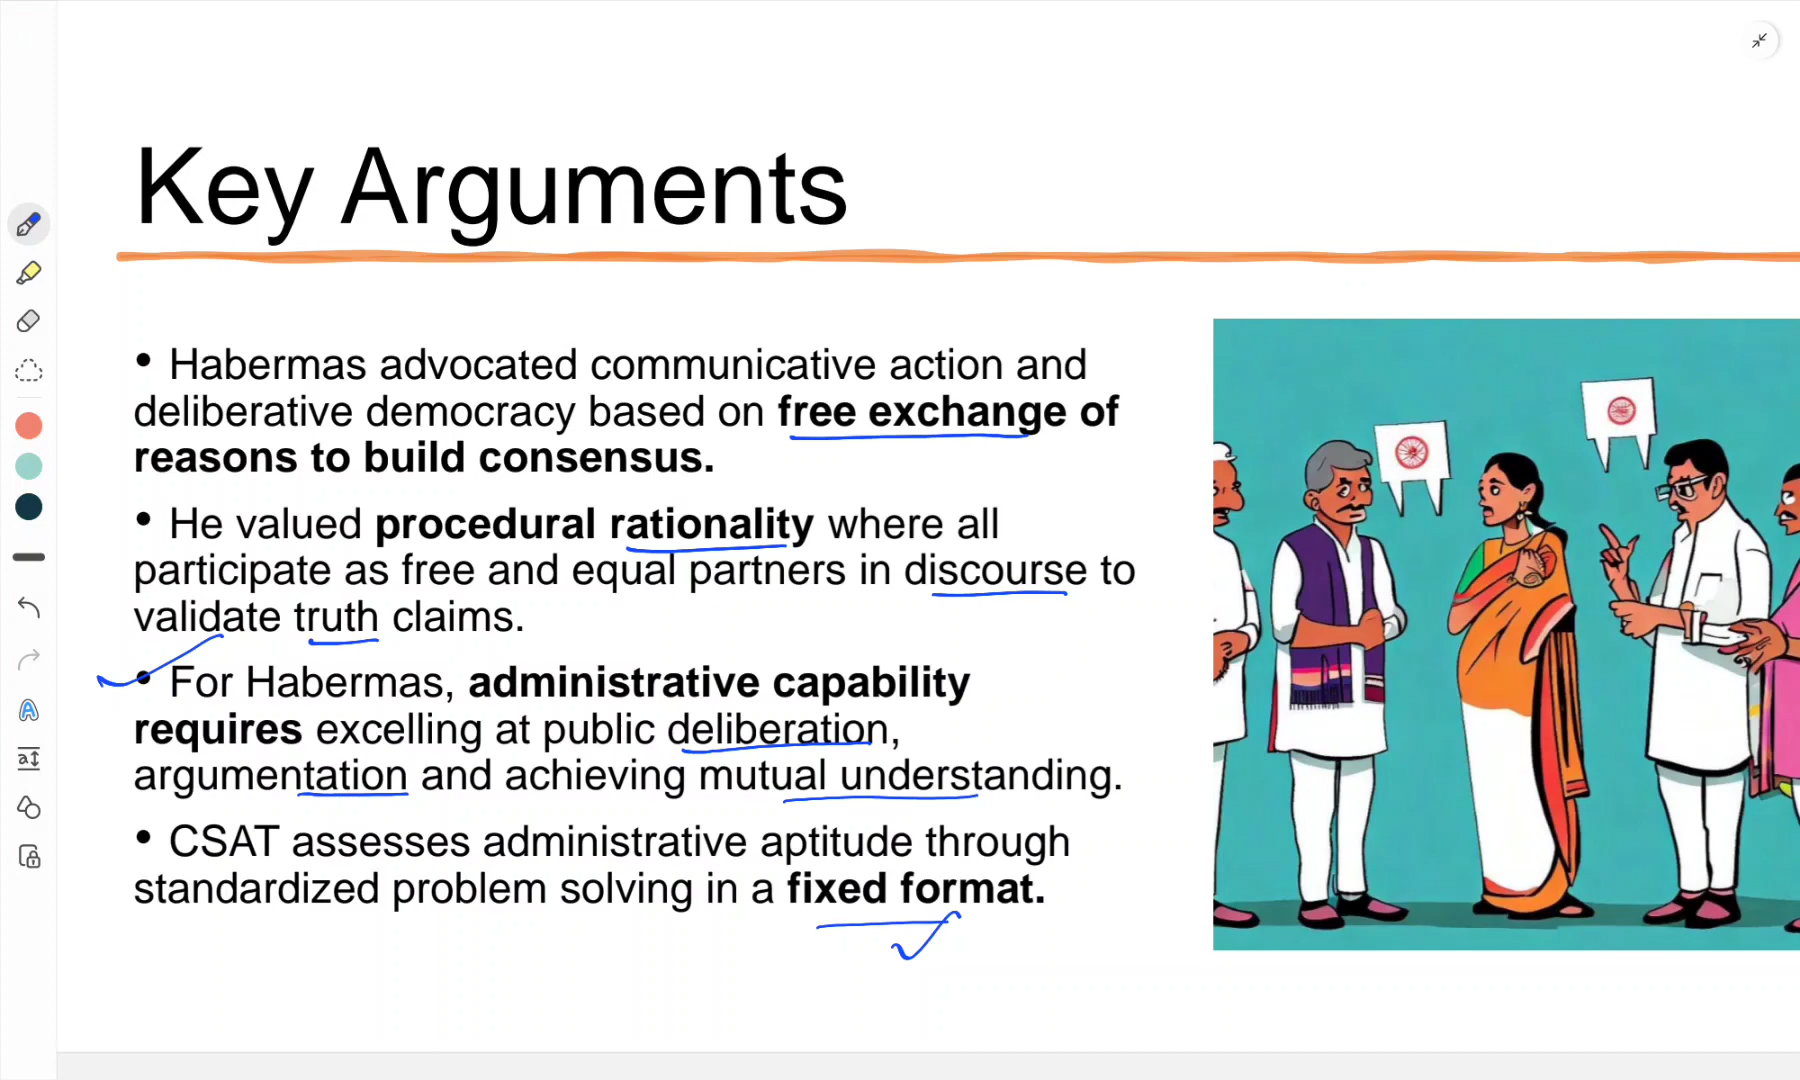 Key Arguments
• Habermas advocated communicative action and
deliberative democracy based on free exchange of
reasons to build consensus.
• He valued procedural rationality where all
participate as free and equal partners in discourse to
validate truth claims.
• For Habermas, administrative capability
requires excelling at public deliberation,
argumentation and achieving mutual understanding.
• CSAT assesses administrative aptitude through
standardized problem solving in a fixed format.